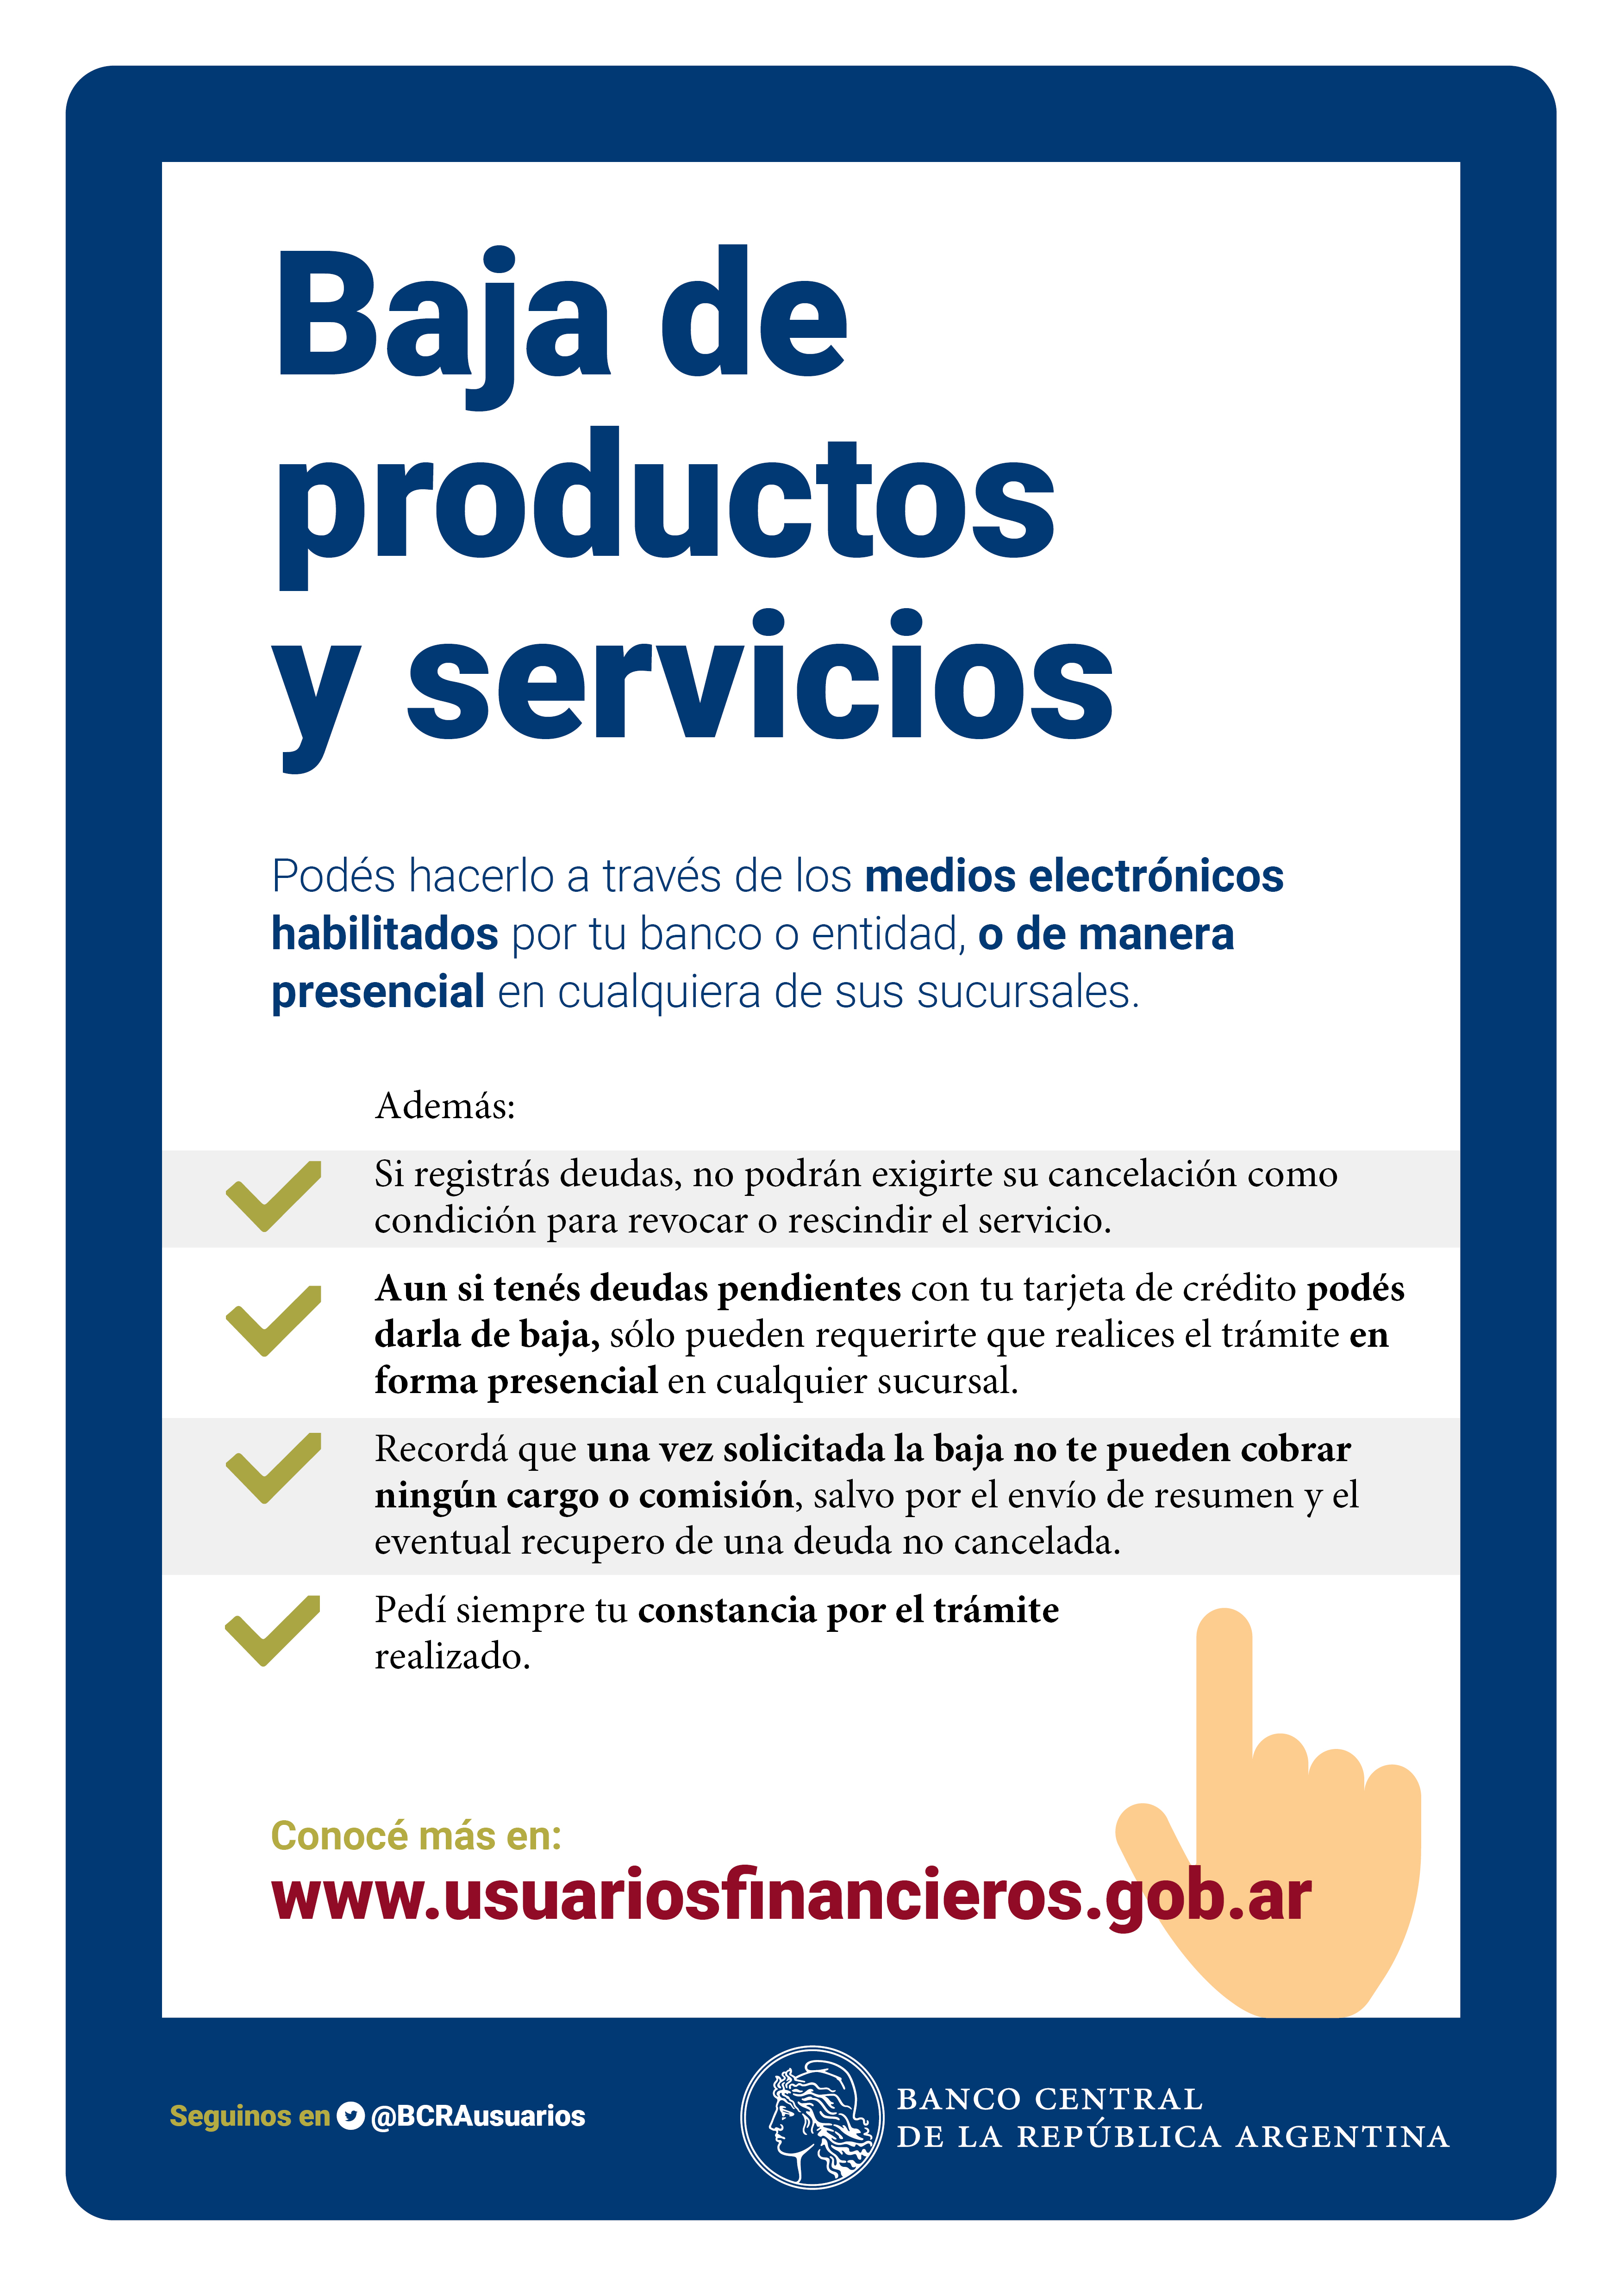 Baja de
productos
y servicios
Podés hacerlo a través de los medios electrónicos
habilitados por tu banco o entidad, o de manera
presencial en cualquiera de sus sucursales.
Además:
Si registrás deudas, no podrán exigirte su cancelación como
condición para revocar o rescindir el servicio.
Aun si tenés deudas pendientes con tu tarjeta de crédito podés
darla de baja, sólo pueden requerirte que realices el trámite en
forma presencial en cualquier sucursal.
Recordá que una vez solicitada la baja no te pueden cobrar
ningún cargo o comisión, salvo por el envío de resumen y el
eventual recupero de una deuda no cancelada.
Pedí siempre tu constancia por el trámite
realizado.
Conocé más en:
www.usuariosfinancieros.gob.ar
Seguinos en @BCRAusuarios
BANCO CENTRAL
DE LA REPÚBLICA ARGENTINA